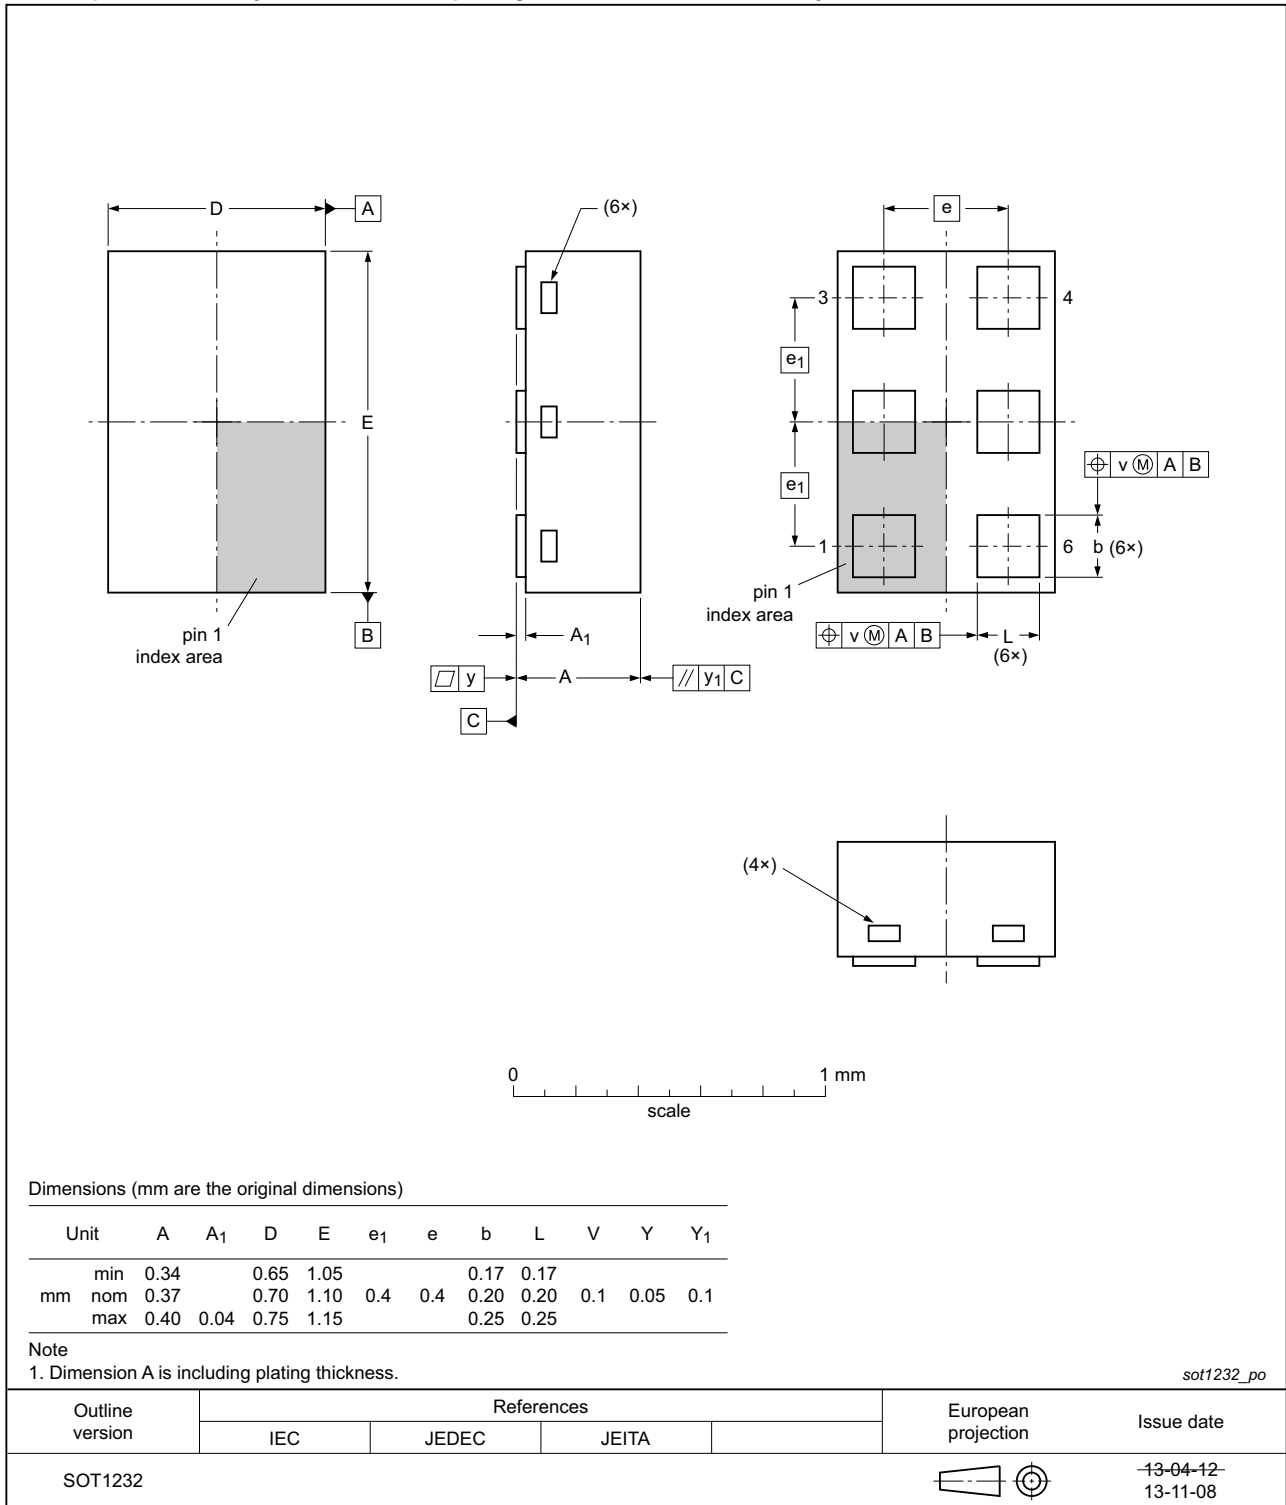 D
A
(6×)
e
3
4
e1
E
e1
v M A B
1
6
b (6×)
pin 1
index area
pin 1
index area
B
A1
v M A B
L
(6×)
y
A
// y1 C
C
(4×)
0
1 mm
scale
Dimensions (mm are the original dimensions)
Unit A A1 D E e1 e b L V Y Y1
min 0.34 0.65 1.05 0.17 0.17
mm nom 0.37 0.70 1.10 0.4 0.4 0.20 0.20 0.1 0.05 0.1
max 0.40 0.04 0.75 1.15 0.25 0.25
Note
1. Dimension A is including plating thickness.
sot1232_po
Outline
version
References
IEC JEDEC JEITA
European
projection
Issue date
SOT1232
13-04-12
13-11-08